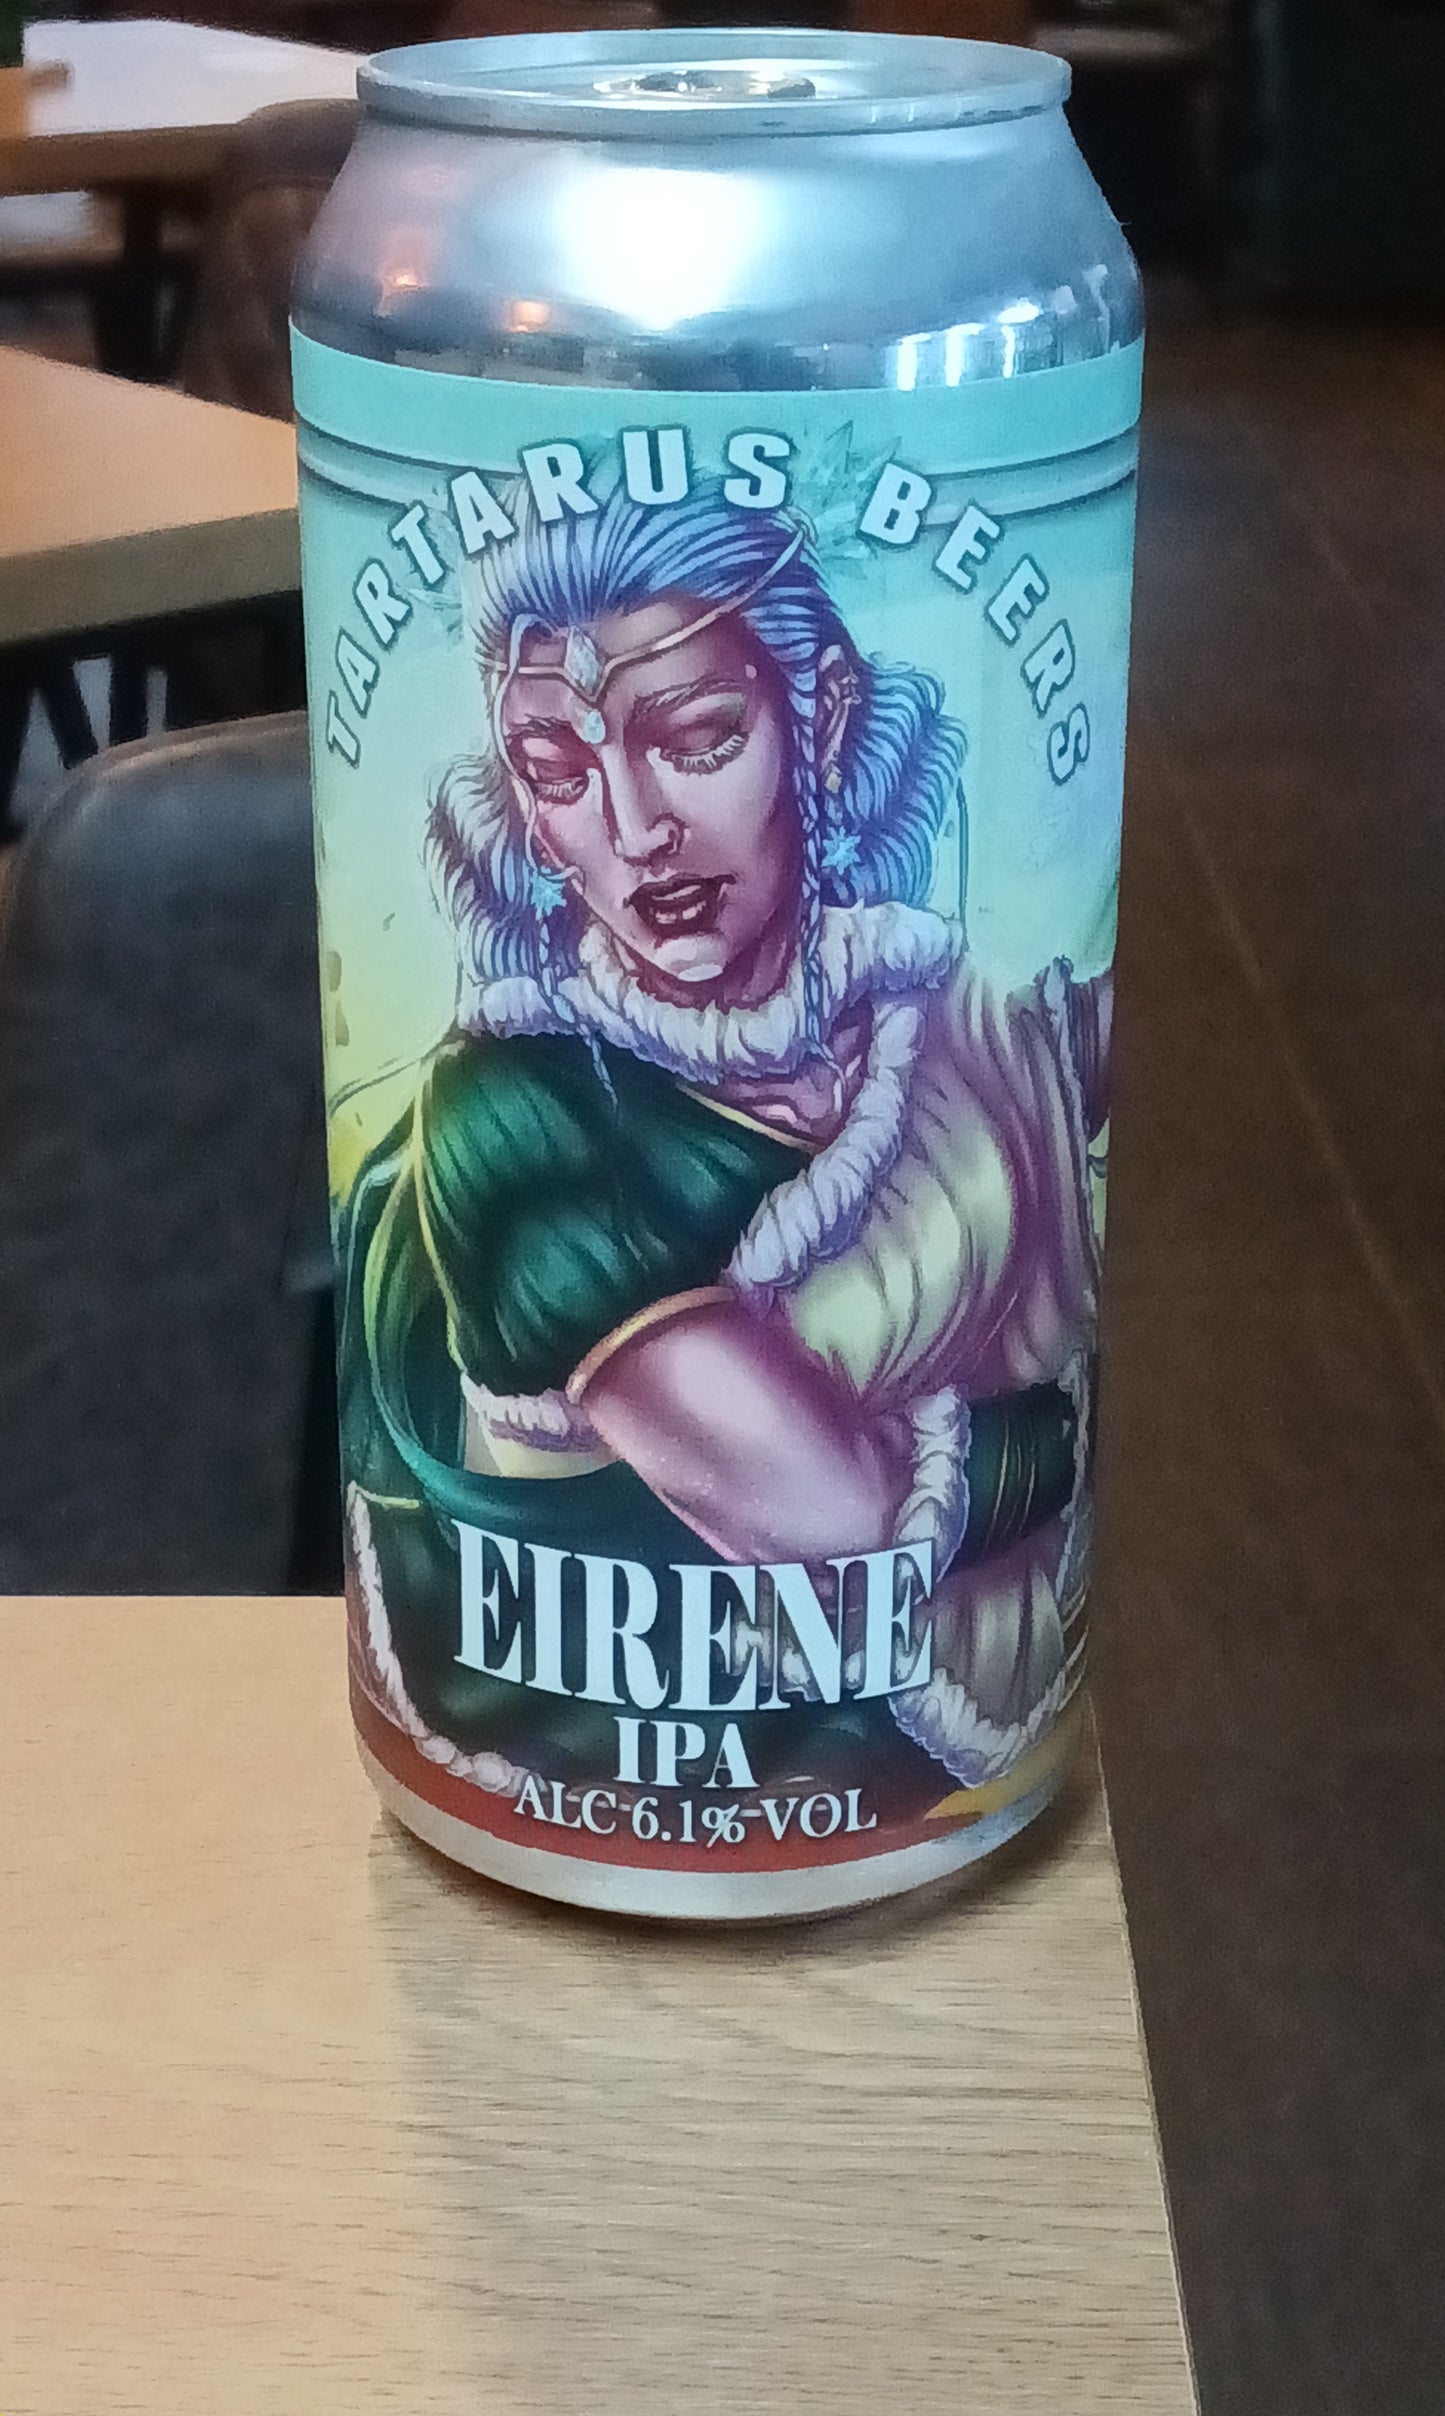 TARTARUS BEERS
EIRENE
IPA
ALC 6.1% VOL